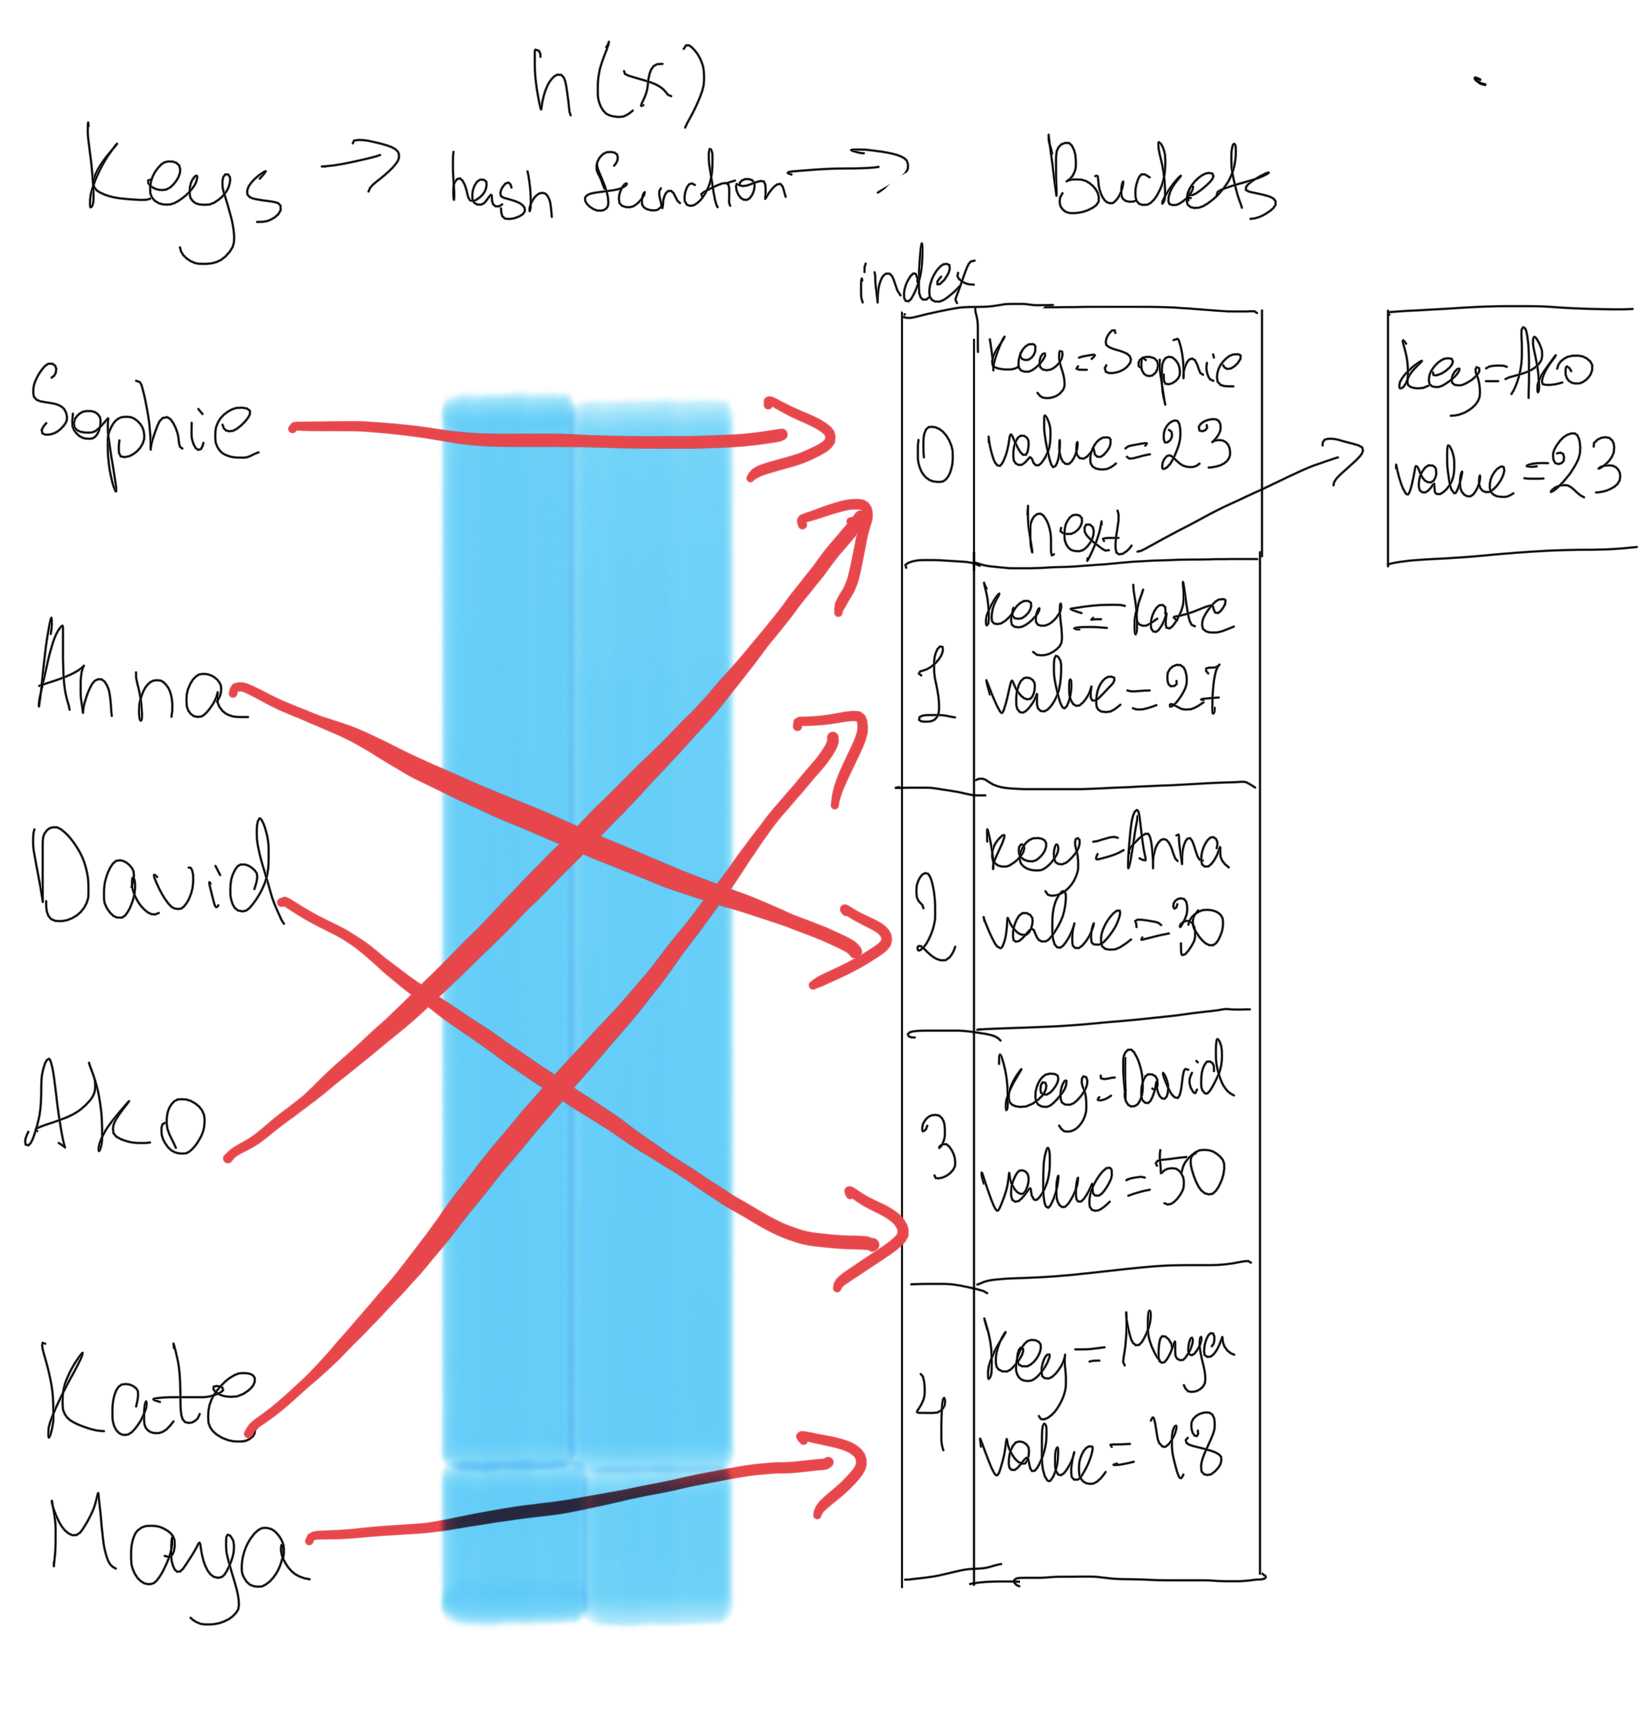 h(x)
Keys → hash function → Buckets
index
Sophie
Anna
David
Ako
Kate
Maya
0
key=Sophie
value=23
next
key=Ako
value=23
1
key=Kate
value=27
2
key=Anna
value=30
3
key=David
value=50
4
key=Maya
value=48